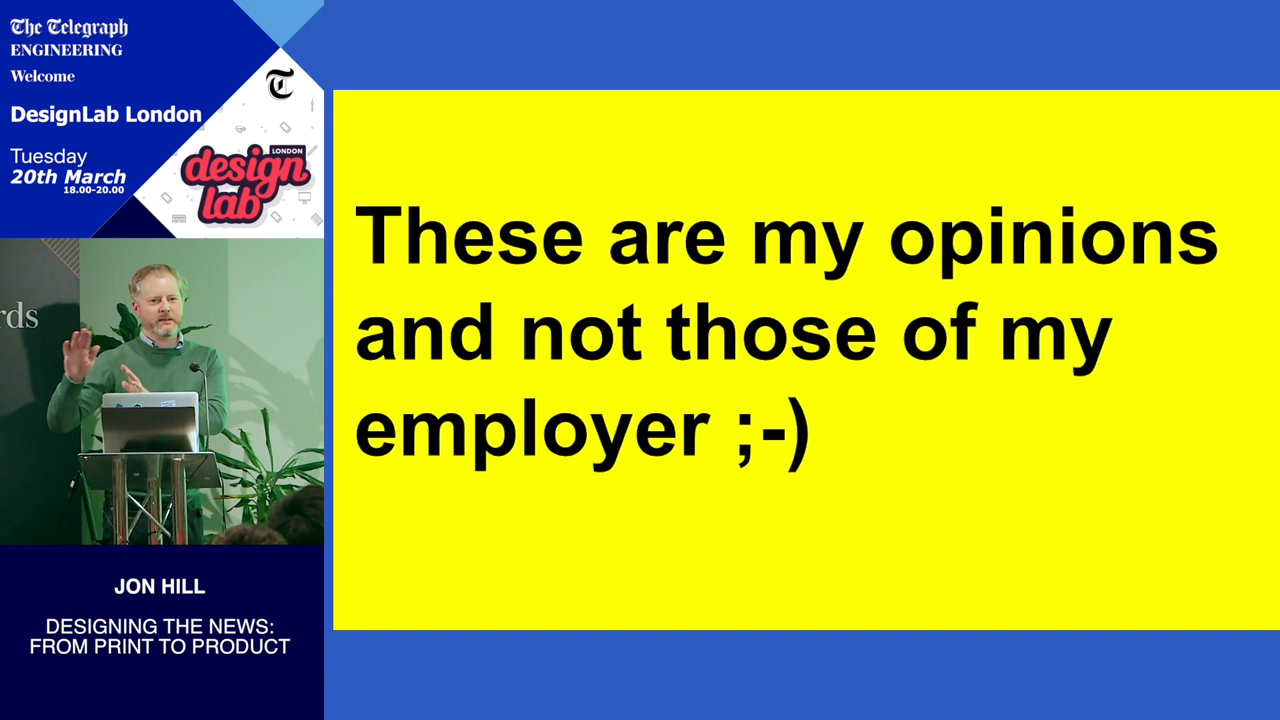 The Telegraph
ENGINEERING
Welcome
DesignLab London
Tuesday
20th March
18.00-20.00
T
LONDON
design
lab
rds
JON HILL
DESIGNING THE NEWS:
FROM PRINT TO PRODUCT
These are my opinions
and not those of my
employer ;-)